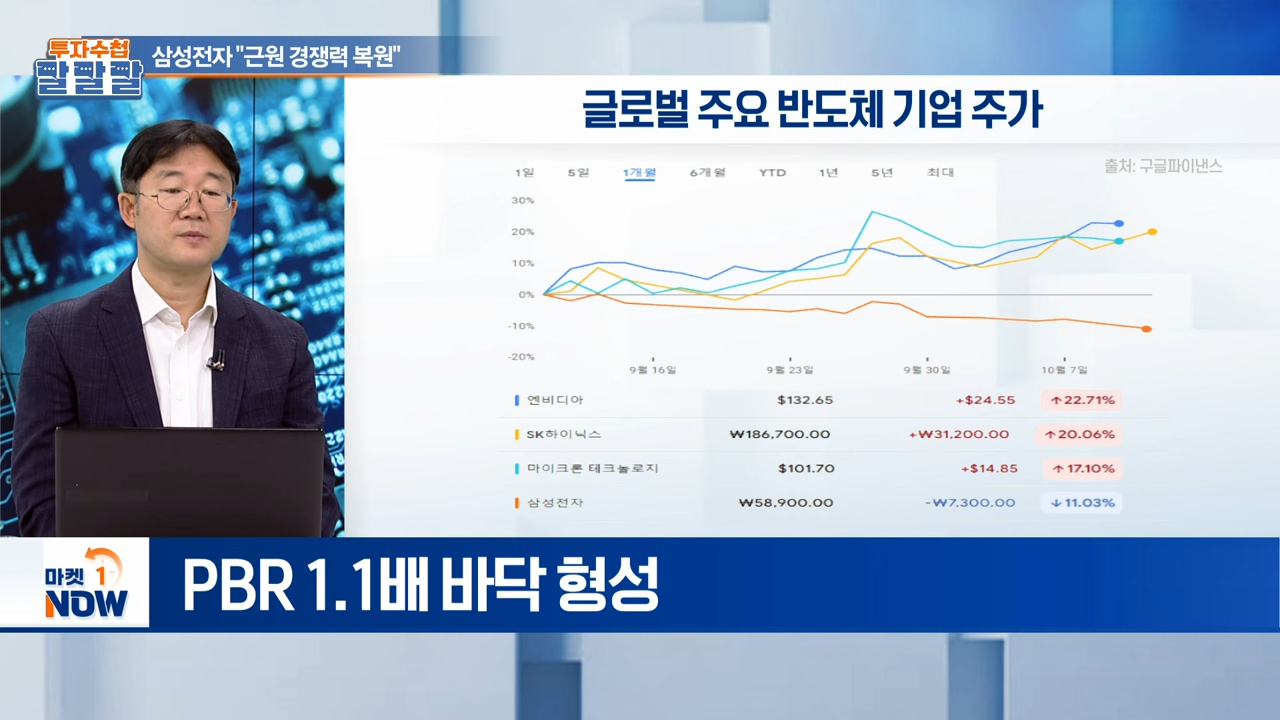 투자수첩
팔팔팔
삼성전자 "근원 경쟁력 복원"
글로벌 주요 반도체 기업 주가
출처: 구글파이낸스
1일 5일 1개월 6개월 YTD 1년 5년 최대
30%
20%
10%
0%
-10%
-20%
9월 16일 9월 23일 9월 30일 10월 7일
엔비디아 $132.65 +$24.55 ↑22.71%
SK하이닉스 ₩186,700.00 +₩31,200.00 ↑20.06%
마이크론 테크놀로지 $101.70 +$14.85 ↑17.10%
삼성전자 ₩58,900.00 -₩7,300.00 ↓11.03%
마켓 1
NOW
PBR 1.1배 바닥 형성